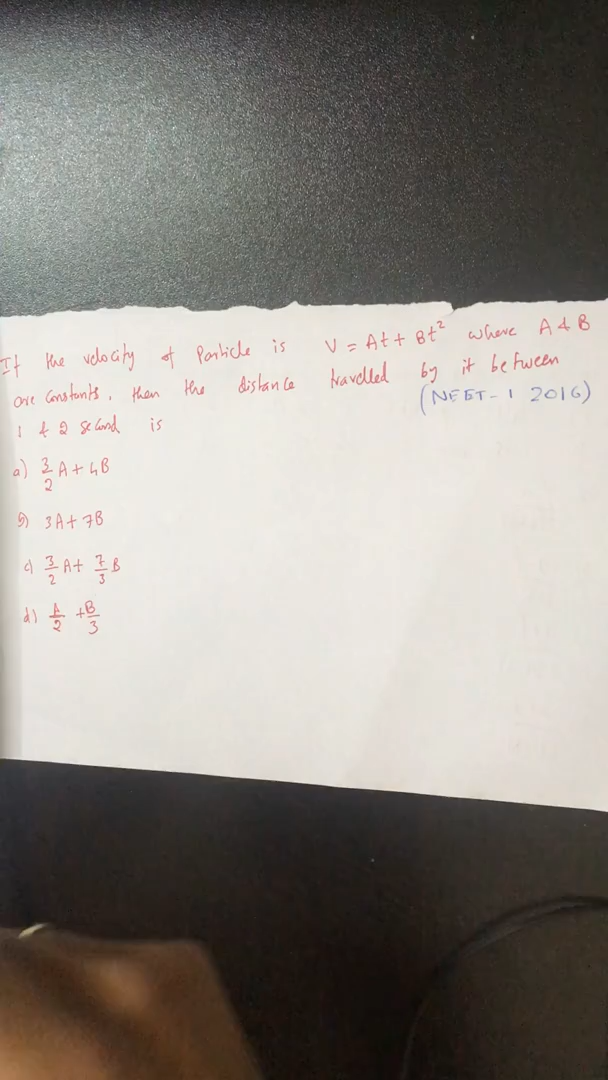 If the velocity of Particle is V = At + Bt² where A & B
are Constants, then the distance travelled by it between
1 & 2 second is (NEET-1 2016)
a) 3/2 A + 4B
b) 3A + 7B
c) 3/2 A + 7/3 B
d) A/2 + B/3